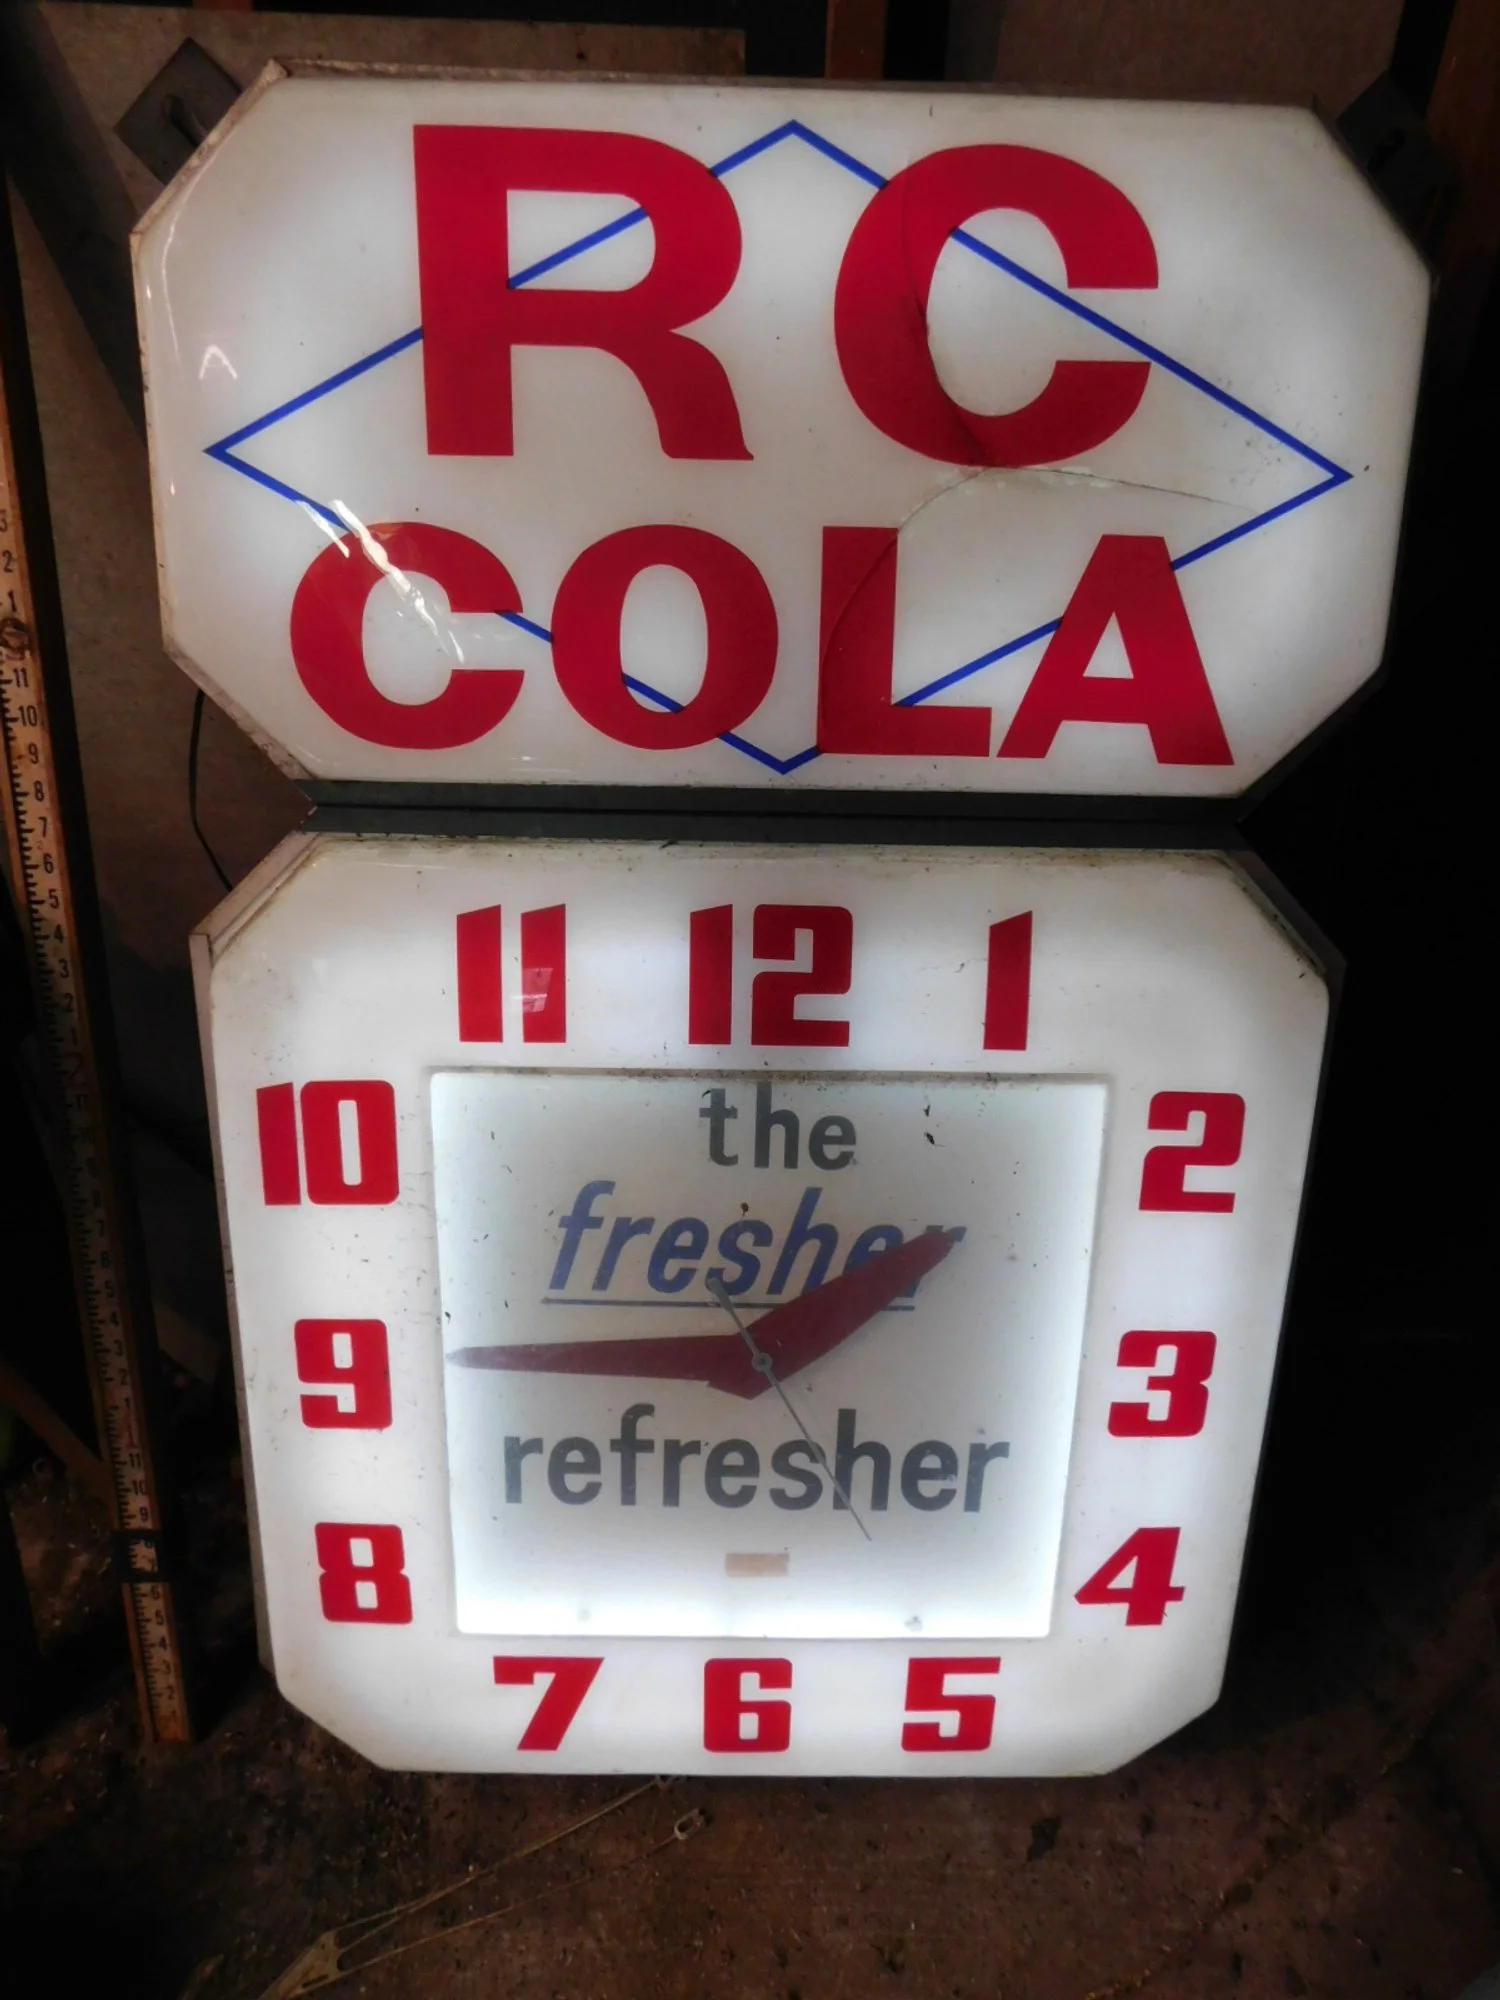 RC
COLA
11 12 1
10 2
9 3
8 4
7 6 5
the
fresher
refresher